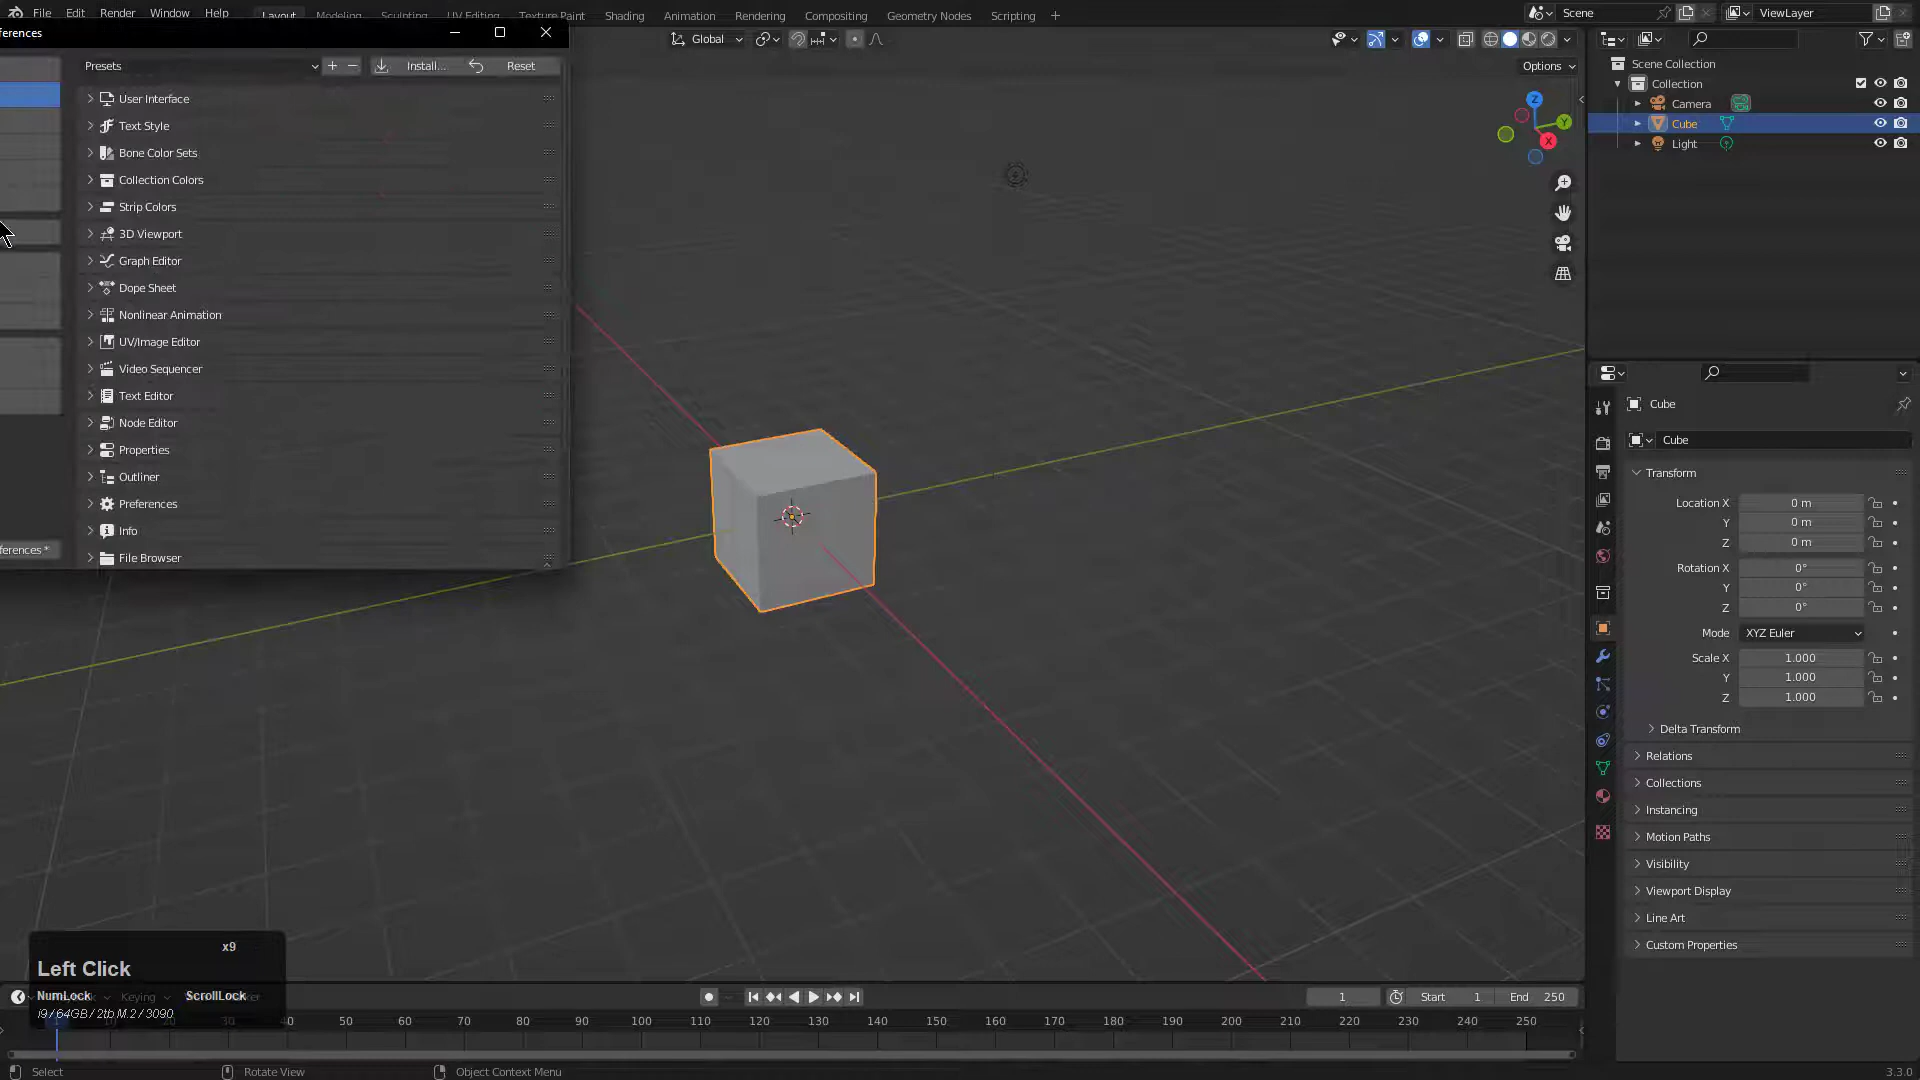 File Edit Render Window Help Layout Modeling Sculpting UV Editing Texture Paint Shading Animation Rendering Compositing Geometry Nodes Scripting + Scene ViewLayer
ferences
Global
Presets Install... Reset
Options
User Interface
Text Style
Bone Color Sets
Collection Colors
Strip Colors
3D Viewport
Graph Editor
Dope Sheet
Nonlinear Animation
UV/Image Editor
Video Sequencer
Text Editor
Node Editor
Properties
Outliner
Preferences
Info
File Browser
ferences *
Z
Y
X
Scene Collection
Collection
Camera
Cube
Light
Cube
Cube
Transform
Location X 0 m
Y 0 m
Z 0 m
Rotation X 0°
Y 0°
Z 0°
Mode XYZ Euler
Scale X 1.000
Y 1.000
Z 1.000
Delta Transform
Relations
Collections
Instancing
Motion Paths
Visibility
Viewport Display
Line Art
Custom Properties
x9
Left Click
NumLock Keying ScrollLock
i9 / 64GB / 2tb M.2 / 3090
1 Start 1 End 250
30 40 50 60 70 80 90 100 110 120 130 140 150 160 170 180 190 200 210 220 230 240 250
Select Rotate View Object Context Menu 3.3.0